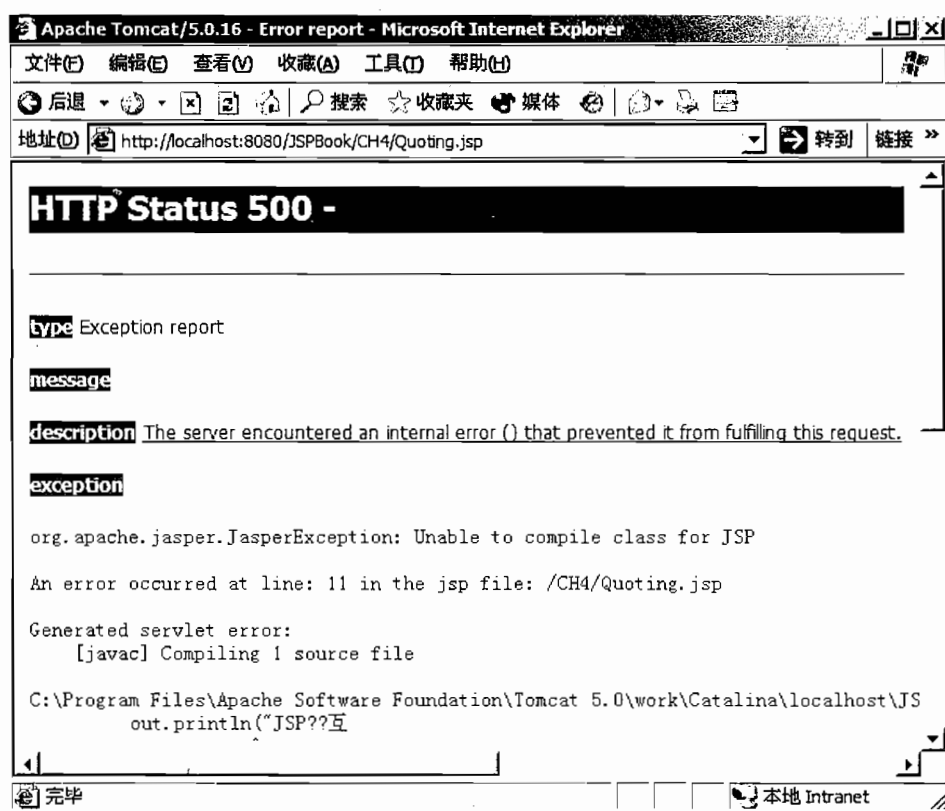 Apache Tomcat/5.0.16 - Error report - Microsoft Internet Explorer
文件(F) 编辑(E) 查看(V) 收藏(A) 工具(T) 帮助(H)
后退 搜索 收藏夹 媒体
地址(D) http://localhost:8080/JSPBook/CH4/Quoting.jsp 转到 链接 »
HTTP Status 500 -
type Exception report
message
description The server encountered an internal error () that prevented it from fulfilling this request.
exception
org.apache.jasper.JasperException: Unable to compile class for JSP
An error occurred at line: 11 in the jsp file: /CH4/Quoting.jsp
Generated servlet error:
[javac] Compiling 1 source file
C:\Program Files\Apache Software Foundation\Tomcat 5.0\work\Catalina\localhost\JS
out.println("JSP??互
^
完毕 本地 Intranet